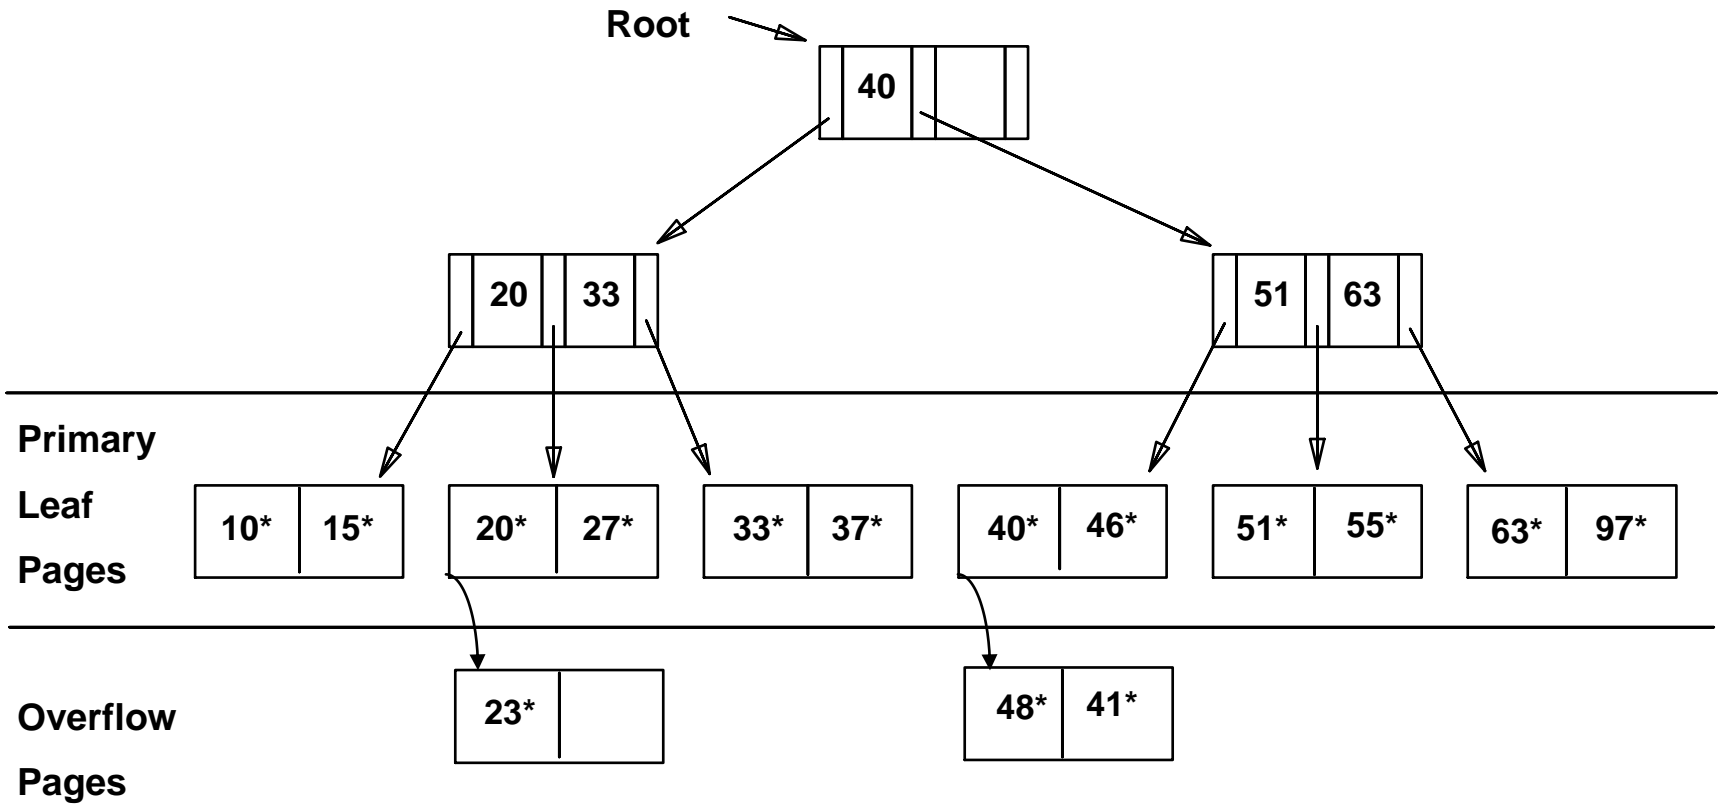 Root
40
20 33
51 63
Primary
Leaf
Pages
10* 15*
20* 27*
33* 37*
40* 46*
51* 55*
63* 97*
Overflow
Pages
23*
48* 41*